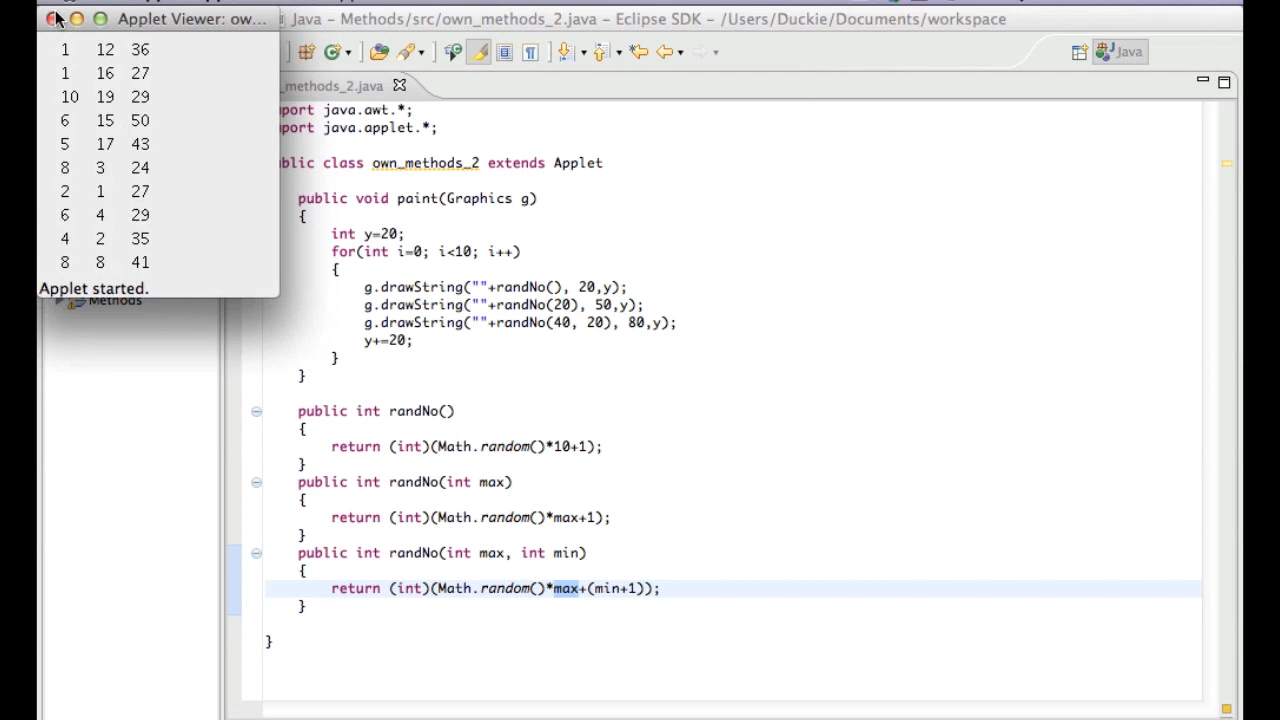 Applet Viewer: ow...
Java – Methods/src/own_methods_2.java – Eclipse SDK – /Users/Duckie/Documents/workspace
1 12 36
1 16 27
10 19 29
6 15 50
5 17 43
8 3 24
2 1 27
6 4 29
4 2 35
8 8 41
Applet started.
Methods
Java
_methods_2.java
port java.awt.*;
port java.applet.*;
blic class own_methods_2 extends Applet
public void paint(Graphics g)
{
int y=20;
for(int i=0; i<10; i++)
{
g.drawString(""+randNo(), 20,y);
g.drawString(""+randNo(20), 50,y);
g.drawString(""+randNo(40, 20), 80,y);
y+=20;
}
}
public int randNo()
{
return (int)(Math.random()*10+1);
}
public int randNo(int max)
{
return (int)(Math.random()*max+1);
}
public int randNo(int max, int min)
{
return (int)(Math.random()*max+(min+1));
}
}